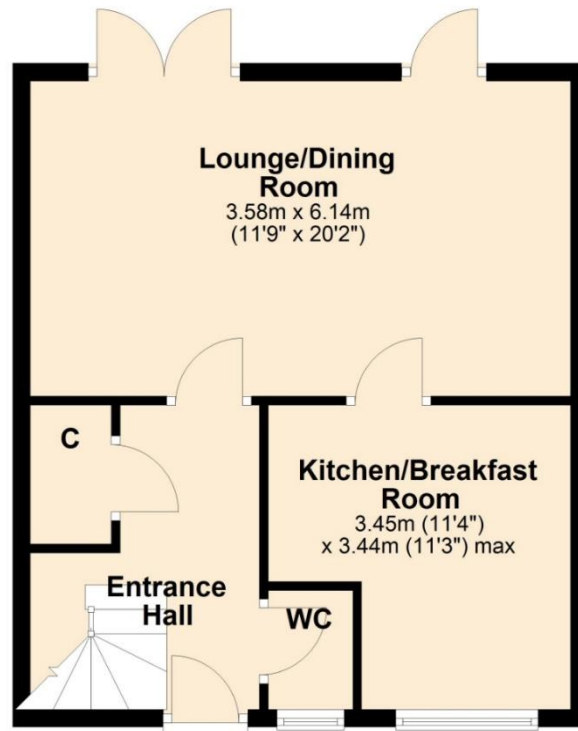 Lounge/Dining
Room
3.58m x 6.14m
(11'9" x 20'2")
C
Kitchen/Breakfast
Room
3.45m (11'4")
x 3.44m (11'3") max
Entrance
Hall
WC